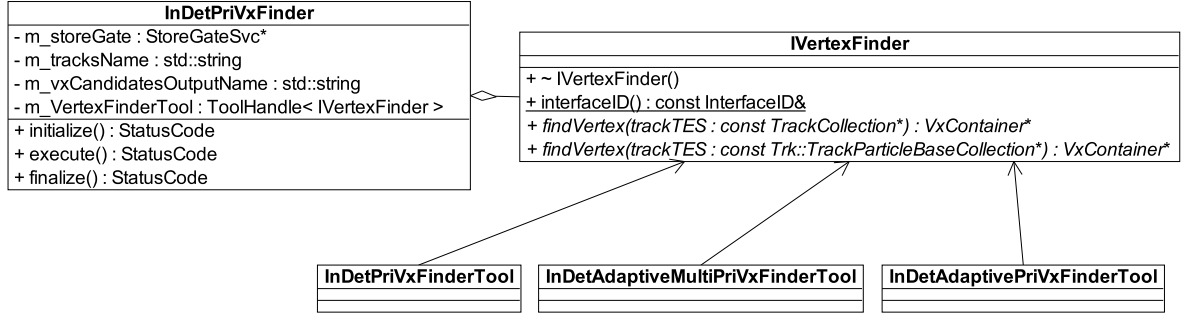 InDetPriVxFinder
- m_storeGate : StoreGateSvc*
- m_tracksName : std::string
- m_vxCandidatesOutputName : std::string
- m_VertexFinderTool : ToolHandle< IVertexFinder >
+ initialize() : StatusCode
+ execute() : StatusCode
+ finalize() : StatusCode
IVertexFinder
+ ~ IVertexFinder()
+ interfaceID() : const InterfaceID&
+ findVertex(trackTES : const TrackCollection*) : VxContainer*
+ findVertex(trackTES : const Trk::TrackParticleBaseCollection*) : VxContainer*
InDetPriVxFinderTool
InDetAdaptiveMultiPriVxFinderTool
InDetAdaptivePriVxFinderTool